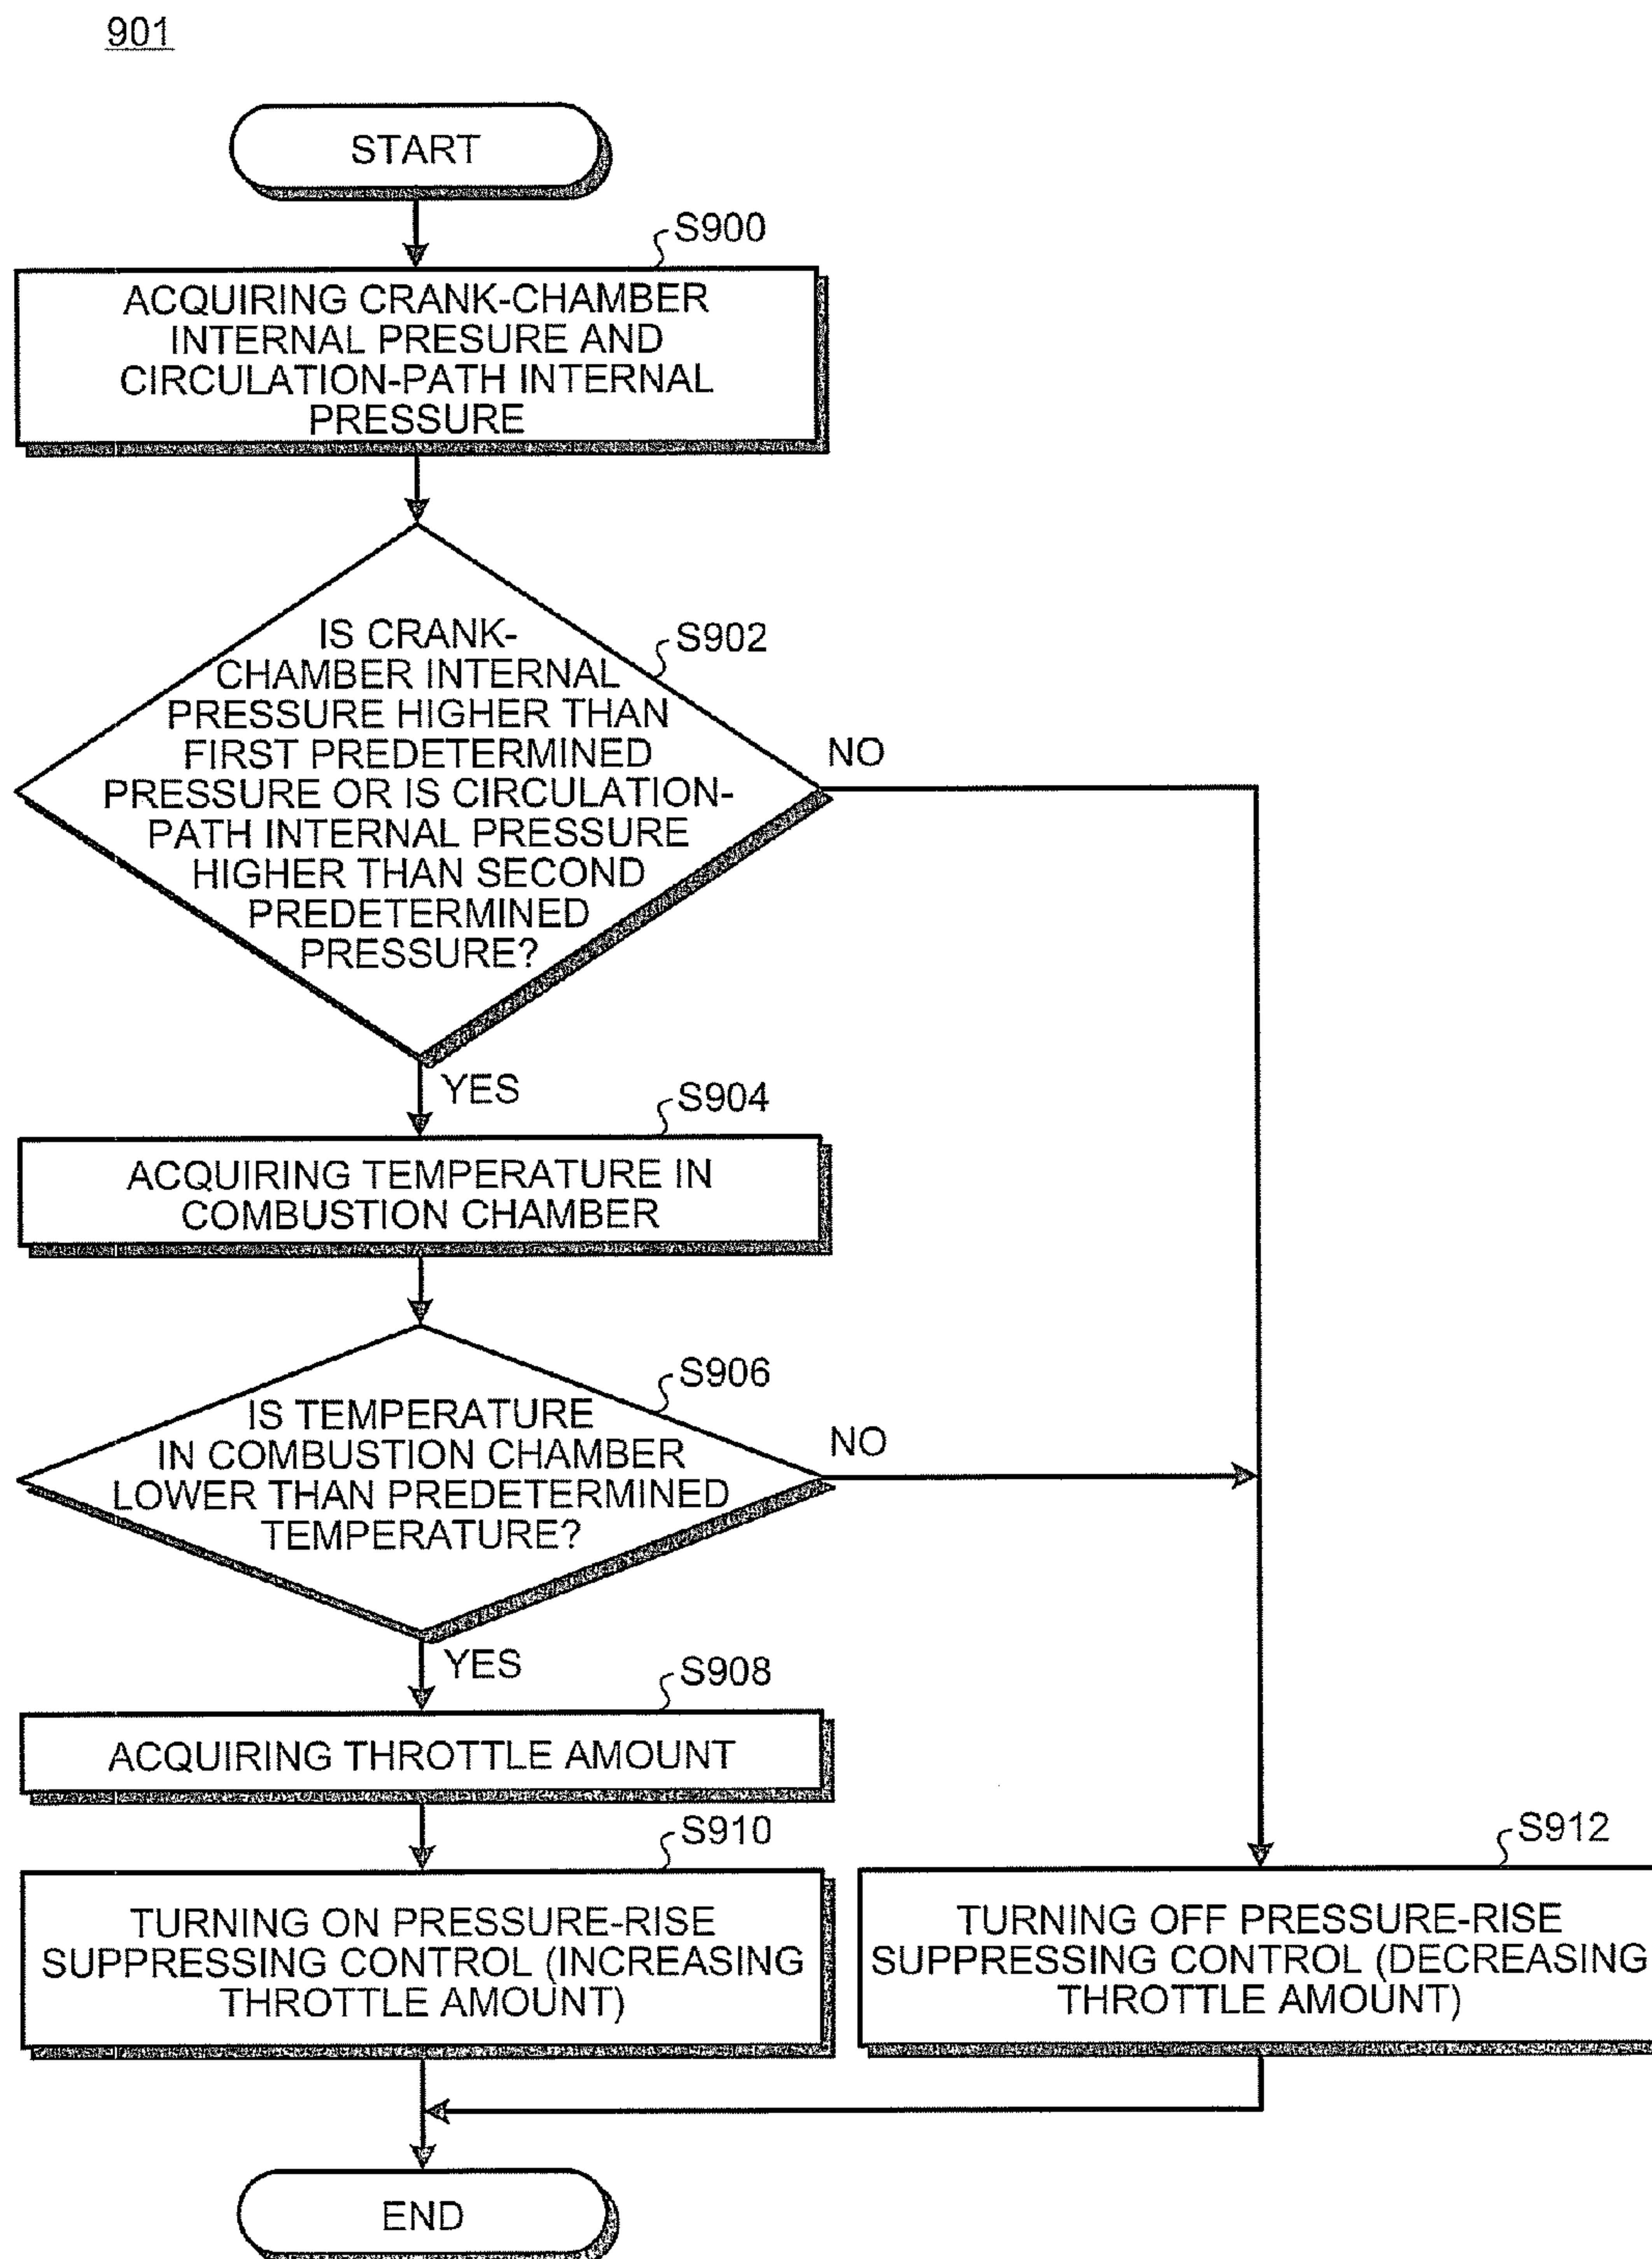 901
START
S900
ACQUIRING CRANK-CHAMBER
INTERNAL PRESURE AND
CIRCULATION-PATH INTERNAL
PRESSURE
S902
IS CRANK-
CHAMBER INTERNAL
PRESSURE HIGHER THAN
FIRST PREDETERMINED
PRESSURE OR IS CIRCULATION-
PATH INTERNAL PRESSURE
HIGHER THAN SECOND
PREDETERMINED
PRESSURE?
NO
YES
S904
ACQUIRING TEMPERATURE IN
COMBUSTION CHAMBER
S906
IS TEMPERATURE
IN COMBUSTION CHAMBER
LOWER THAN PREDETERMINED
TEMPERATURE?
NO
YES
S908
ACQUIRING THROTTLE AMOUNT
S910
TURNING ON PRESSURE-RISE
SUPPRESSING CONTROL (INCREASING
THROTTLE AMOUNT)
S912
TURNING OFF PRESSURE-RISE
SUPPRESSING CONTROL (DECREASING
THROTTLE AMOUNT)
END